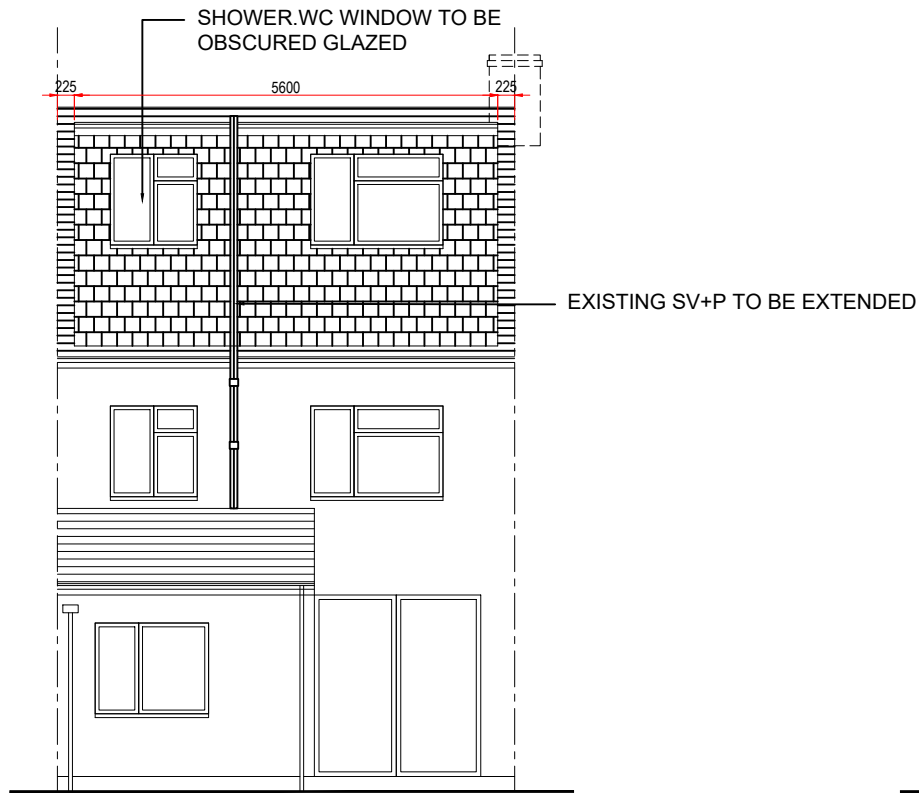 SHOWER.WC WINDOW TO BE
OBSCURED GLAZED
225
5600
225
EXISTING SV+P TO BE EXTENDED